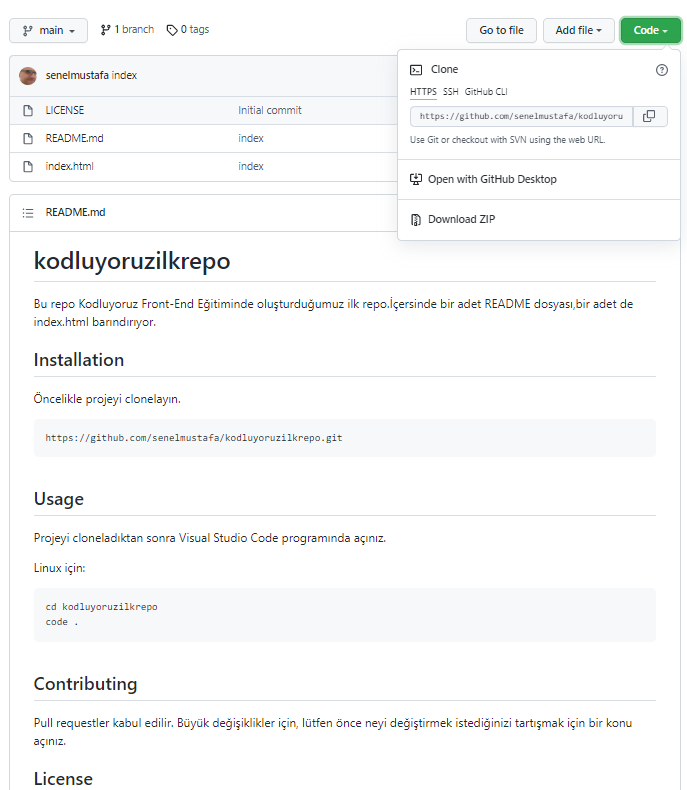 main
1 branch
0 tags
Go to file
Add file
Code
senelmustafa index
Clone
HTTPS SSH GitHub CLI
https://github.com/senelmustafa/kodluyoru
Use Git or checkout with SVN using the web URL.
Open with GitHub Desktop
Download ZIP
LICENSE Initial commit
README.md index
index.html index
README.md
kodluyoruzilkrepo
Bu repo Kodluyoruz Front-End Eğitiminde oluşturduğumuz ilk repo.İçersinde bir adet README dosyası,bir adet de
index.html barındırıyor.
Installation
Öncelikle projeyi clonelayın.
https://github.com/senelmustafa/kodluyoruzilkrepo.git
Usage
Projeyi cloneladıktan sonra Visual Studio Code programında açınız.
Linux için:
cd kodluyoruzilkrepo
code .
Contributing
Pull requestler kabul edilir. Büyük değişiklikler için, lütfen önce neyi değiştirmek istediğinizi tartışmak için bir konu
açınız.
License